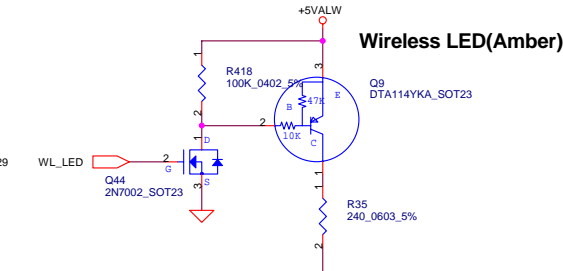 +5VALW
Wireless LED(Amber)
1
3
R418
100K_0402_5%
Q9
DTA114YKA_SOT23
47K
E
B
2
2
10K
C
1
D
29
WL_LED
2
G
S
3
1
1
Q44
2N7002_SOT23
R35
240_0603_5%
2